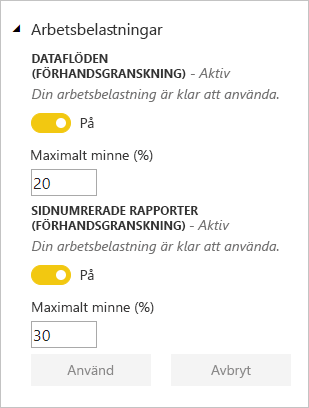 Arbetsbelastningar
DATAFLÖDEN
(FÖRHANDSGRANSKNING) - Aktiv
Din arbetsbelastning är klar att använda.
På
Maximalt minne (%)
20
SIDNUMRERADE RAPPORTER
(FÖRHANDSGRANSKNING) - Aktiv
Din arbetsbelastning är klar att använda.
På
Maximalt minne (%)
30
Använd Avbryt